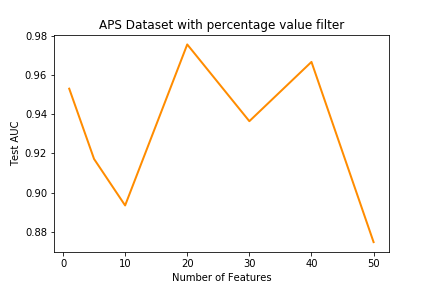 APS Dataset with percentage value filter
0.98
0.96
0.94
0.92
0.90
0.88
Test AUC
0 10 20 30 40 50
Number of Features